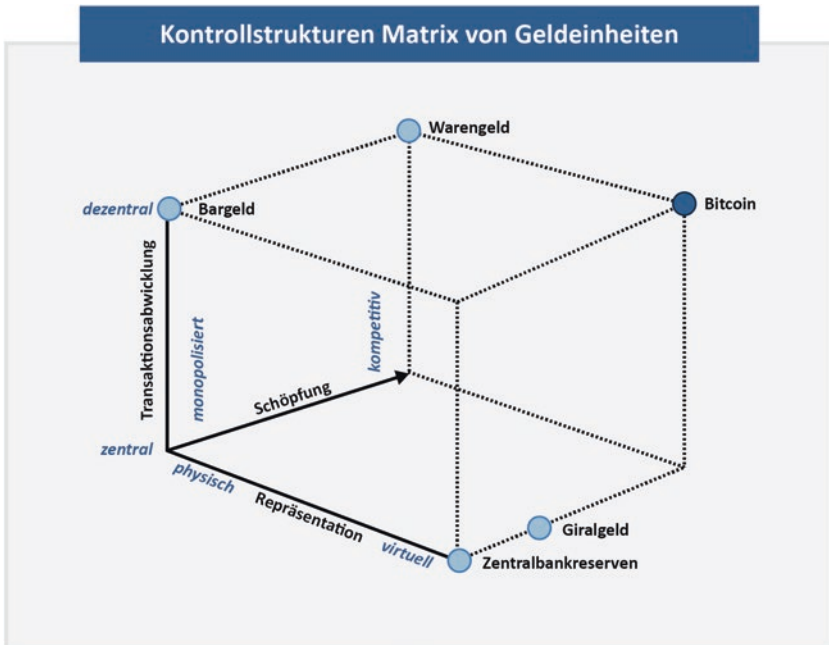 Kontrollstrukturen Matrix von Geldeinheiten
Warengeld
dezentral
Bargeld
Bitcoin
Transaktionsabwicklung
monopolisiert
kompetitiv
Schöpfung
zentral
physisch
Repräsentation
virtuell
Giralgeld
Zentralbankreserven